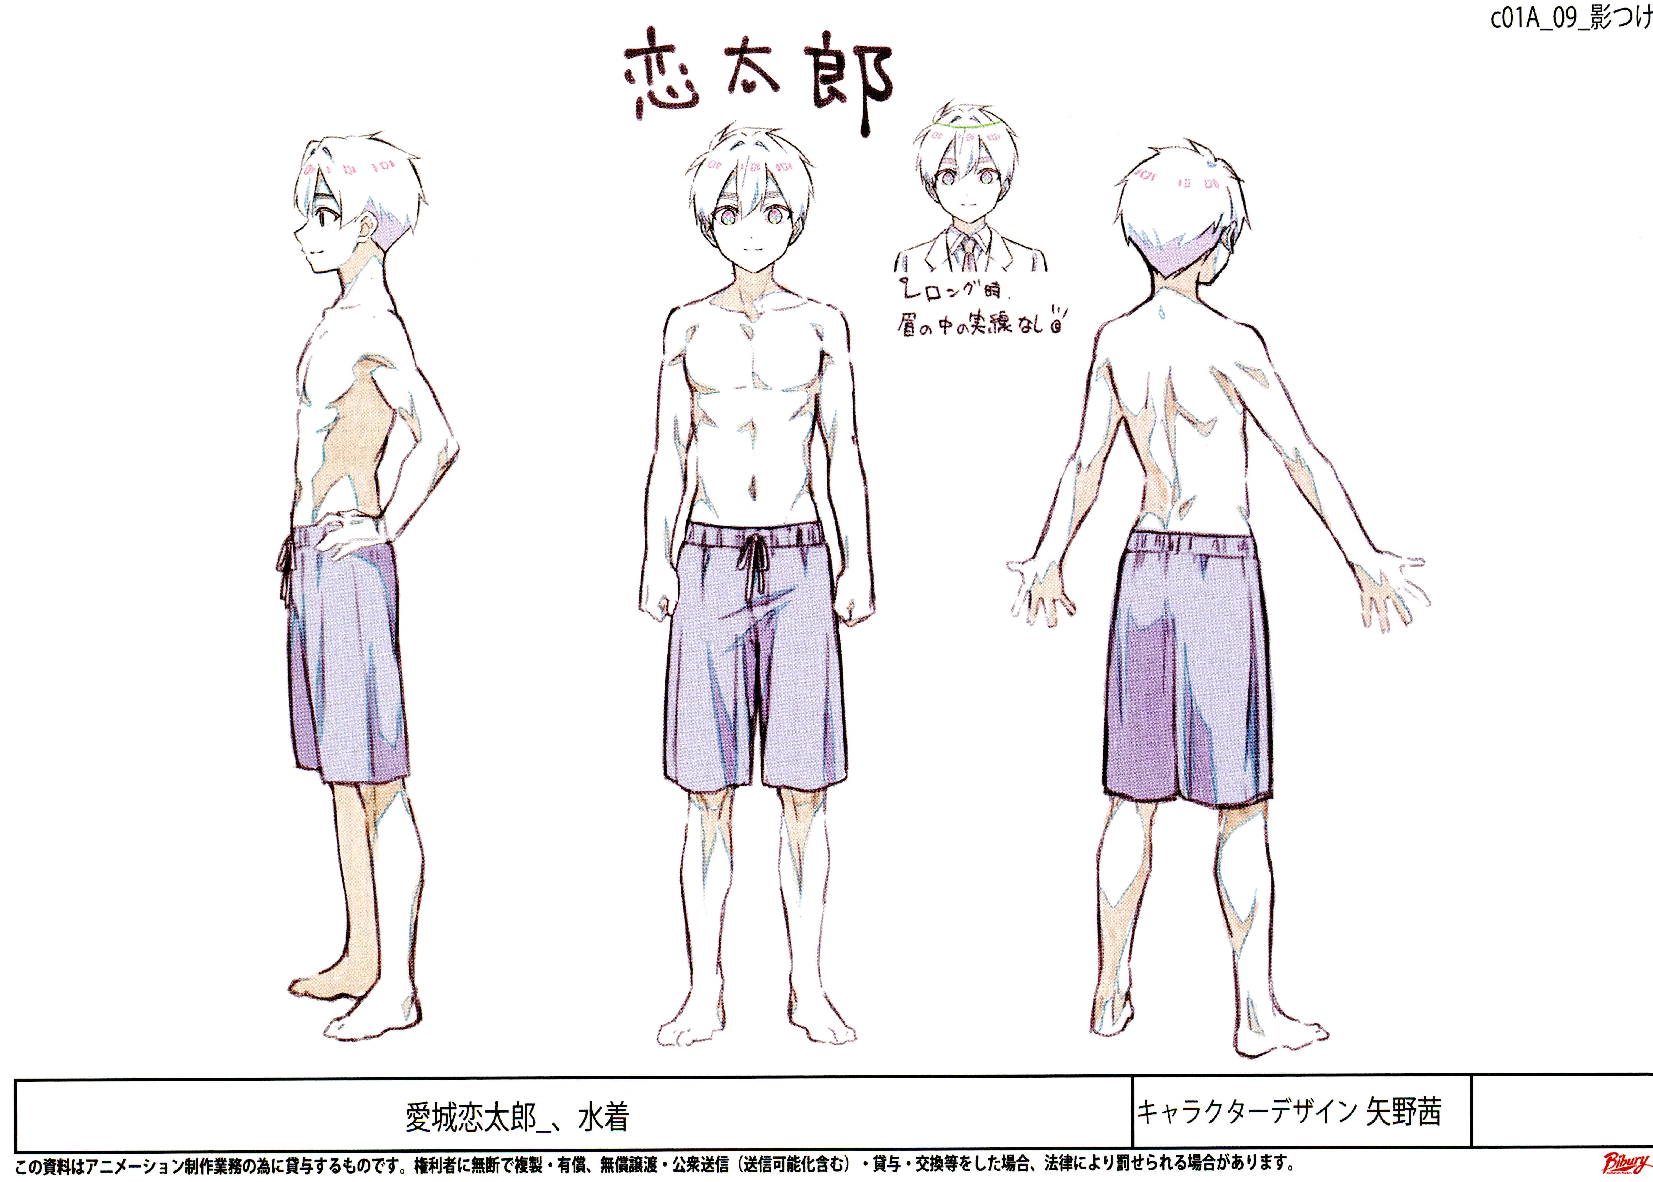 c01A_09_影つけ
恋太郎
ロング時.
眉の中の実線なし
愛城恋太郎_、水着
キャラクターデザイン 矢野茜
この資料はアニメーション制作業務の為に貸与するものです。権利者に無断で複製・有償、無償譲渡・公衆送信（送信可能化含む）・貸与・交換等をした場合、法律により罰せられる場合があります。
Bibury